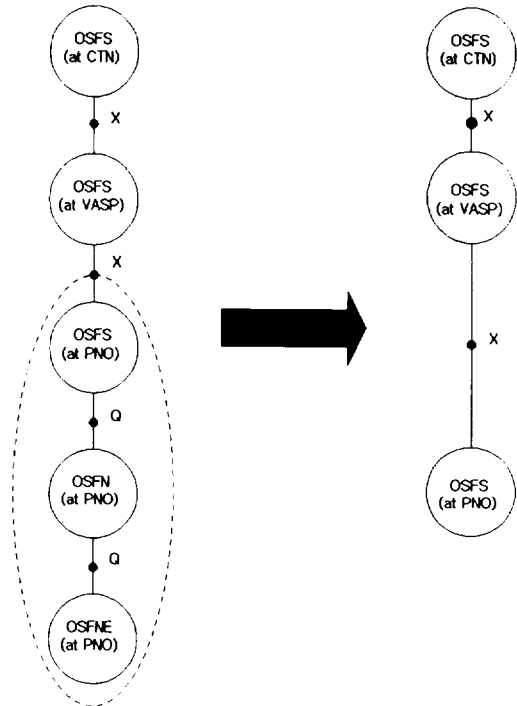 OSFS
(at CTN)
X
OSFS
(at VASP)
X
OSFS
(at PNO)
Q
OSFN
(at PNO)
Q
OSFNE
(at PNO)
OSFS
(at CTN)
X
OSFS
(at VASP)
X
OSFS
(at PNO)